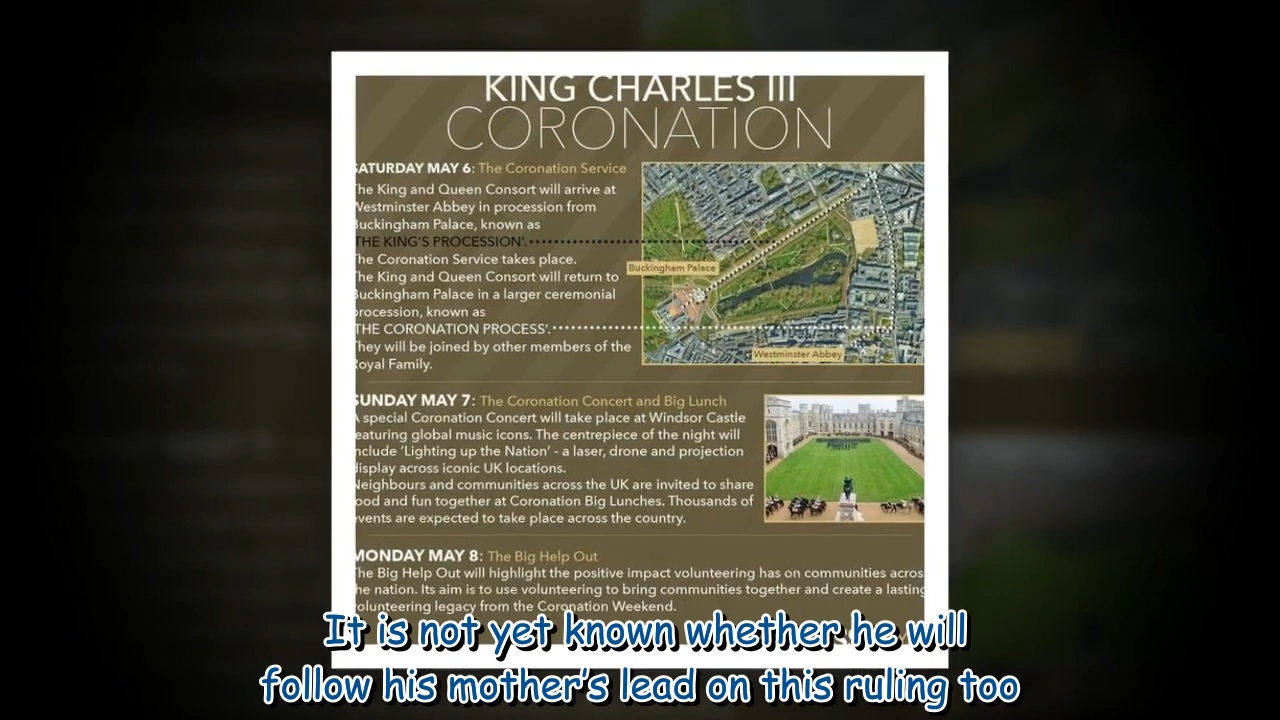 KING CHARLES III
CORONATION
SATURDAY MAY 6: The Coronation Service
The King and Queen Consort will arrive at
Westminster Abbey in procession from
Buckingham Palace, known as
'THE KING'S PROCESSION'.
The Coronation Service takes place.
The King and Queen Consort will return to
Buckingham Palace in a larger ceremonial
procession, known as
'THE CORONATION PROCESS'.
They will be joined by other members of the
Royal Family.
Buckingham Palace
Westminster Abbey
SUNDAY MAY 7: The Coronation Concert and Big Lunch
A special Coronation Concert will take place at Windsor Castle
featuring global music icons. The centrepiece of the night will
include 'Lighting up the Nation' - a laser, drone and projection
display across iconic UK locations.
Neighbours and communities across the UK are invited to share
food and fun together at Coronation Big Lunches. Thousands of
events are expected to take place across the country.
MONDAY MAY 8: The Big Help Out
The Big Help Out will highlight the positive impact volunteering has on communities across
the nation. Its aim is to use volunteering to bring communities together and create a lasting
volunteering legacy from the Coronation Weekend.
It is not yet known whether he will
follow his mother's lead on this ruling too